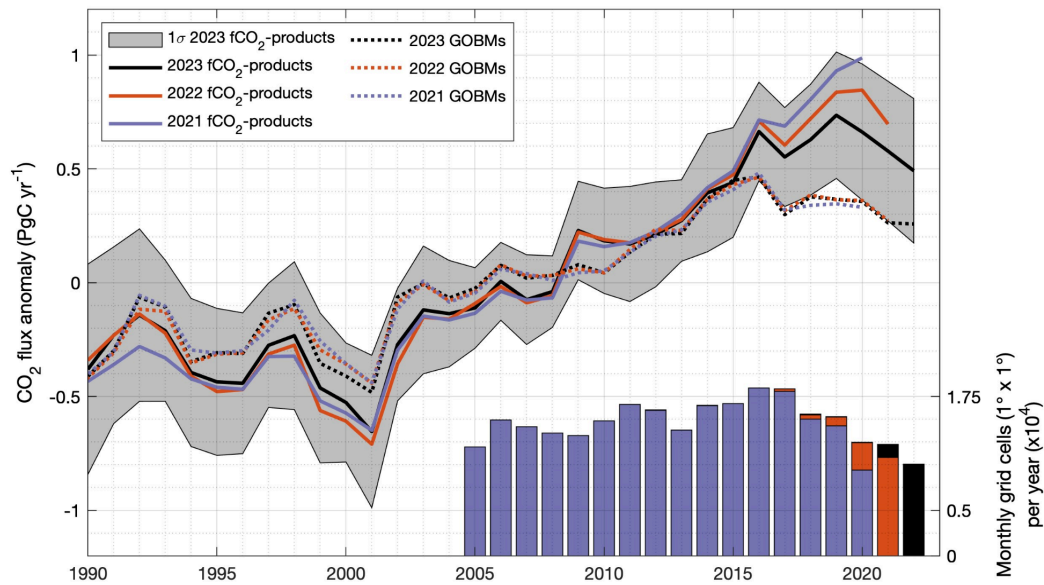 1σ 2023 fCO₂-products
2023 fCO₂-products
2022 fCO₂-products
2021 fCO₂-products
2023 GOBMs
2022 GOBMs
2021 GOBMs
CO₂ flux anomaly (PgC yr⁻¹)
1
0.5
0
-0.5
-1
1990
1995
2000
2005
2010
2015
2020
1.75
0.5
0
Monthly grid cells (1° x 1°)
per year (x10⁴)